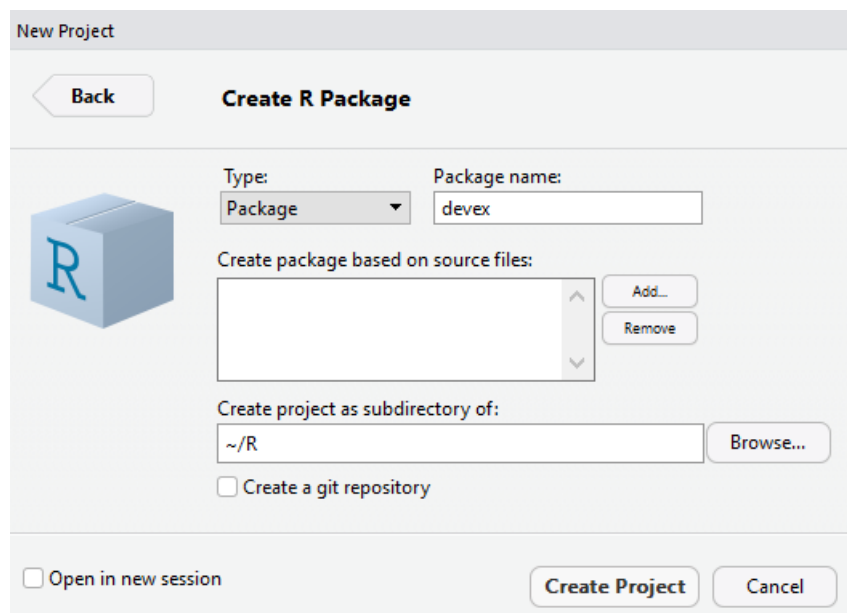 New Project
Back
Create R Package
Type:
Package name:
Package
devex
R
Create package based on source files:
Add...
Remove
Create project as subdirectory of:
~/R
Browse...
Create a git repository
Open in new session
Create Project
Cancel